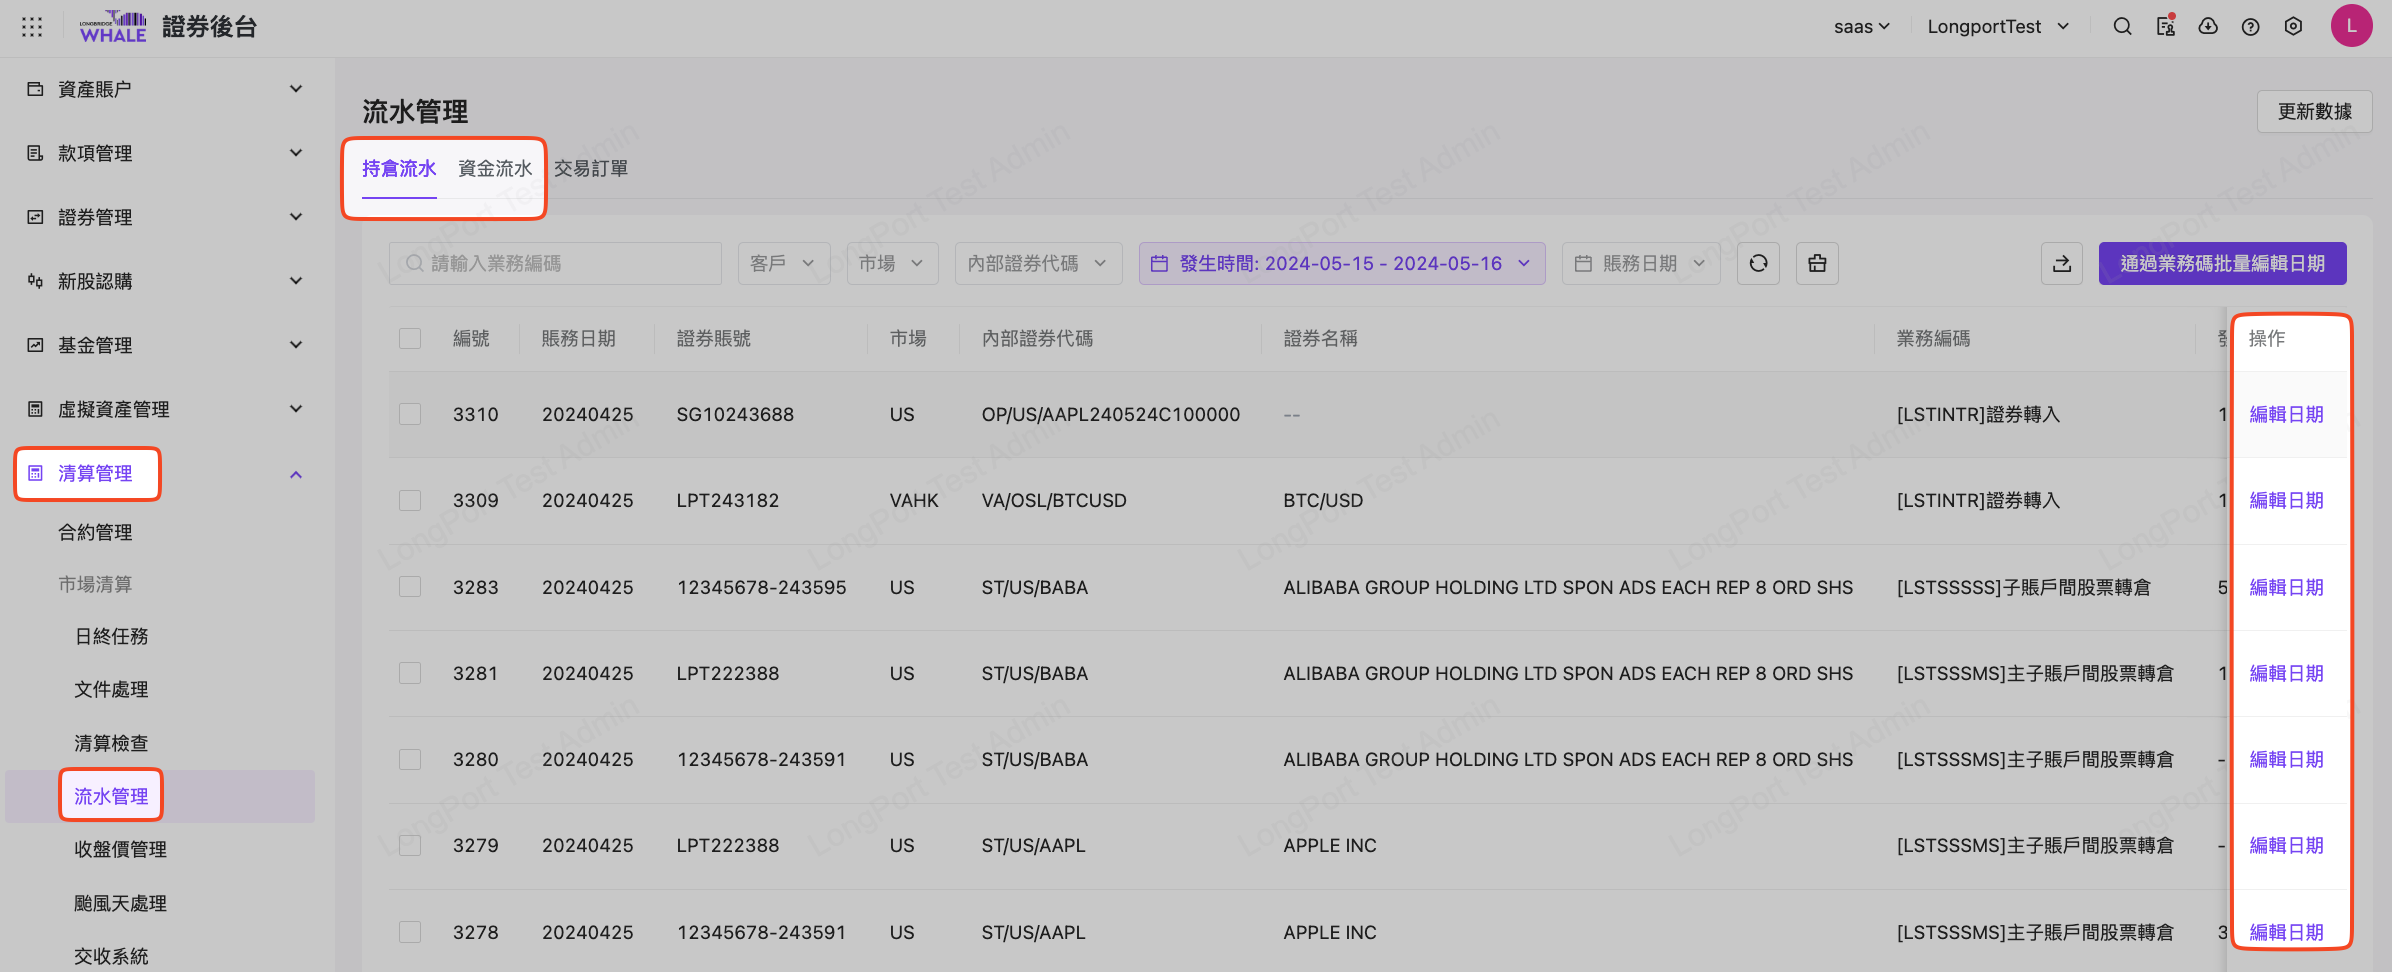 LONGBRIDGE
WHALE 證券後台
saas
LongportTest
L
資產賬户
款項管理
證券管理
新股認購
基金管理
虛擬資產管理
清算管理
合約管理
市場清算
日終任務
文件處理
清算檢查
流水管理
收盤價管理
颱風天處理
交收系統
流水管理
更新數據
持倉流水 資金流水 交易訂單
請輸入業務編碼 客戶 市場 內部證券代碼 發生時間: 2024-05-15 - 2024-05-16 賬務日期 通過業務碼批量編輯日期
編號 賬務日期 證券賬號 市場 內部證券代碼 證券名稱 業務編碼 操作
3310 20240425 SG10243688 US OP/US/AAPL240524C100000 -- [LSTINTR]證券轉入 1 編輯日期
3309 20240425 LPT243182 VAHK VA/OSL/BTCUSD BTC/USD [LSTINTR]證券轉入 1 編輯日期
3283 20240425 12345678-243595 US ST/US/BABA ALIBABA GROUP HOLDING LTD SPON ADS EACH REP 8 ORD SHS [LSTSSSSS]子賬戶間股票轉倉 5 編輯日期
3281 20240425 LPT222388 US ST/US/BABA ALIBABA GROUP HOLDING LTD SPON ADS EACH REP 8 ORD SHS [LSTSSSMS]主子賬戶間股票轉倉 1 編輯日期
3280 20240425 12345678-243591 US ST/US/BABA ALIBABA GROUP HOLDING LTD SPON ADS EACH REP 8 ORD SHS [LSTSSSMS]主子賬戶間股票轉倉 - 編輯日期
3279 20240425 LPT222388 US ST/US/AAPL APPLE INC [LSTSSSMS]主子賬戶間股票轉倉 - 編輯日期
3278 20240425 12345678-243591 US ST/US/AAPL APPLE INC [LSTSSSMS]主子賬戶間股票轉倉 3 編輯日期
LongPort Test Admin